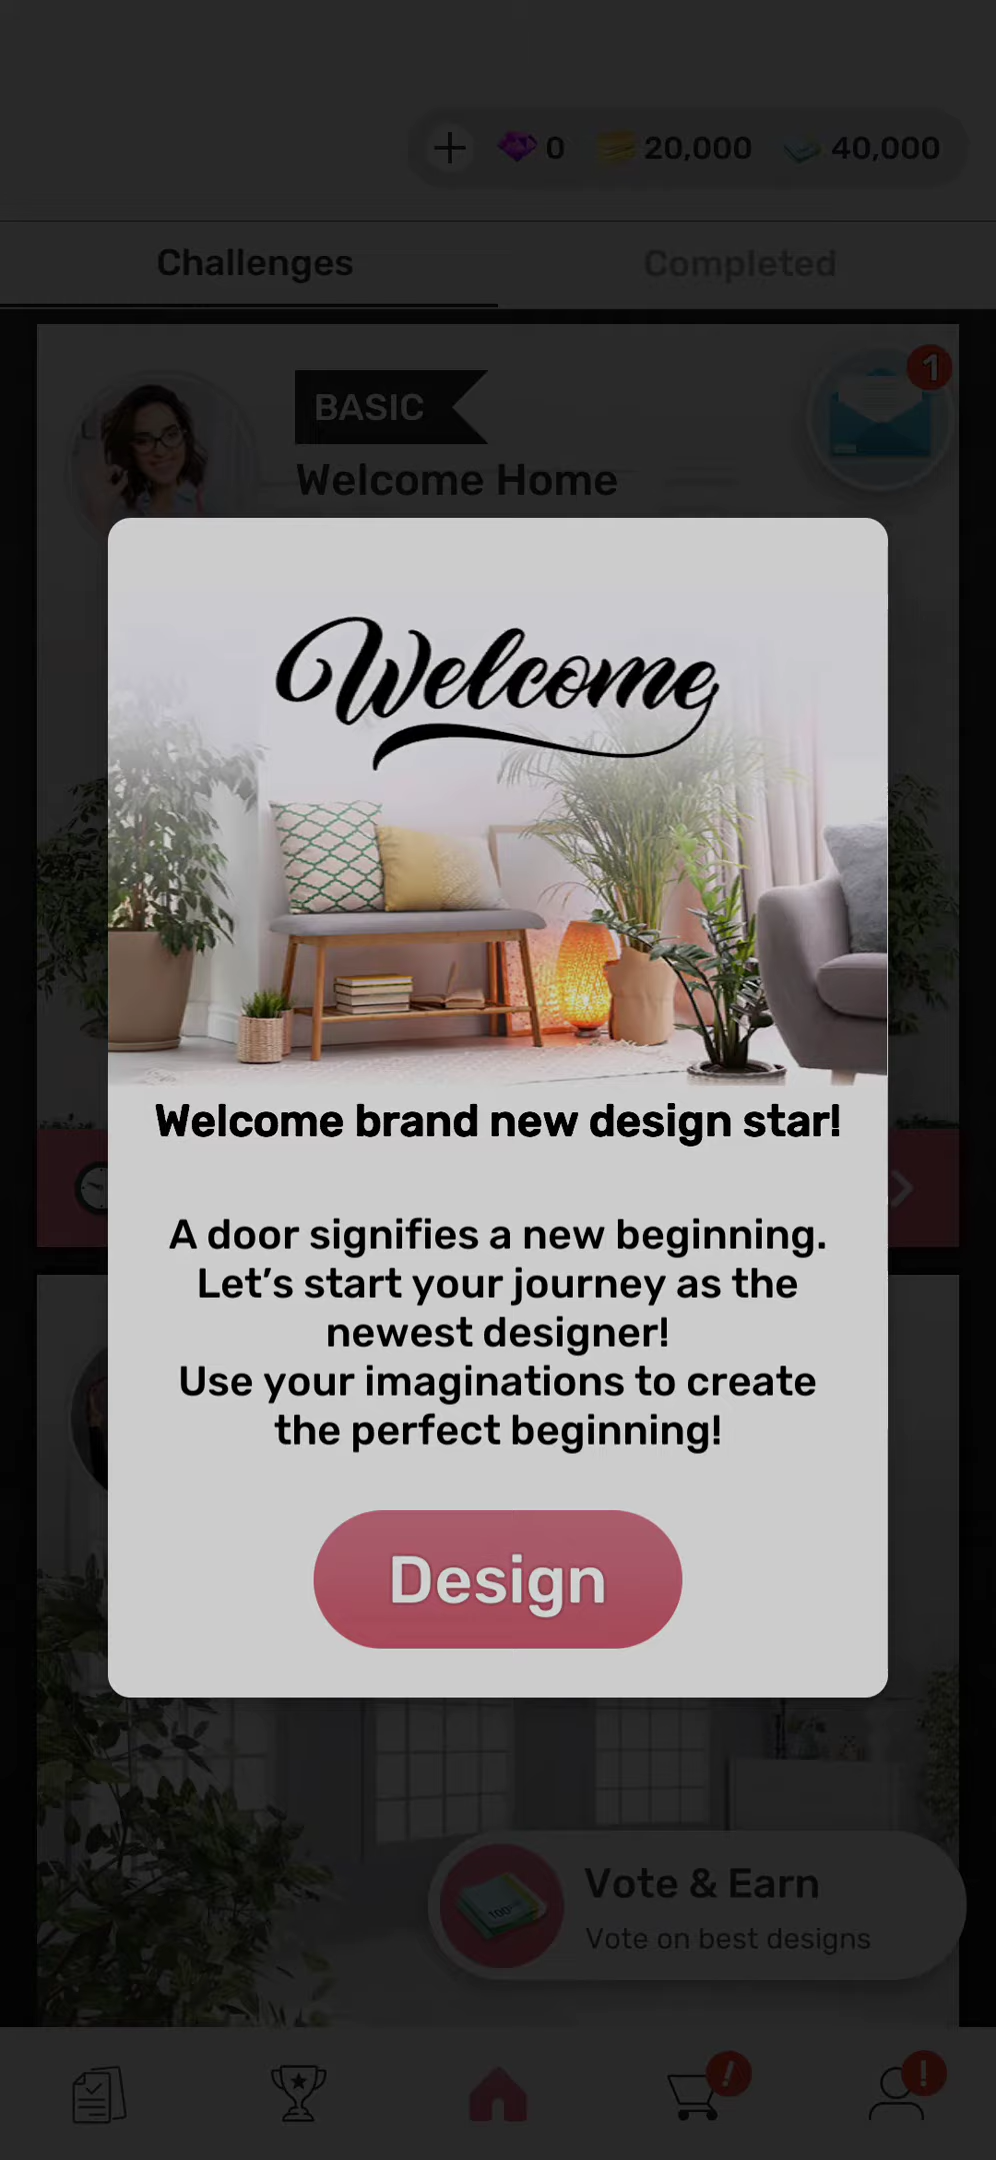 0 20,000 40,000
Challenges Completed
1
BASIC
Welcome Home
Welcome
Welcome brand new design star!
A door signifies a new beginning.
Let's start your journey as the
newest designer!
Use your imaginations to create
the perfect beginning!
Design
100
Vote & Earn
Vote on best designs
! !